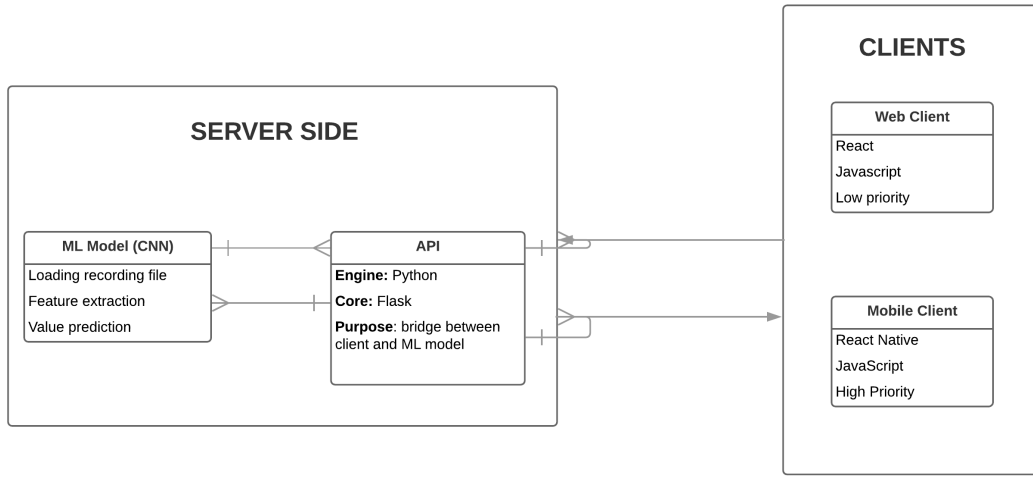 CLIENTS
Web Client
React
Javascript
Low priority
SERVER SIDE
ML Model (CNN)
Loading recording file
Feature extraction
Value prediction
API
Engine: Python
Core: Flask
Purpose: bridge between
client and ML model
Mobile Client
React Native
JavaScript
High Priority